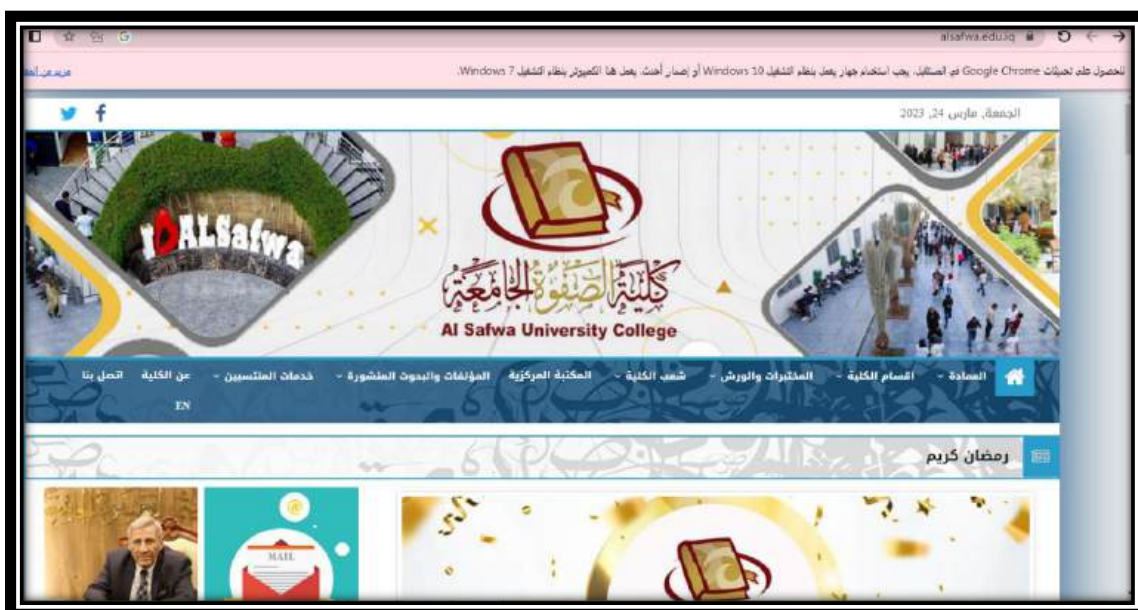 alsafwa.edu.iq
للحصول على تحديثات Google Chrome في المستقبل، يجب استخدام جهاز يعمل بنظام التشغيل Windows 10 أو إصدار أحدث. يعمل هذا الكمبيوتر بنظام التشغيل Windows 7.
الجمعة, مارس 24, 2023
I ALSafwa
كلية الصفوة الجامعة
Al Safwa University College
العمادة اقسام الكلية المختبرات والورش شعب الكلية المكتبة المركزية المؤلفات والبحوث المنشورة خدمات المنتسبين عن الكلية اتصل بنا
EN
رمضان كريم
MAIL